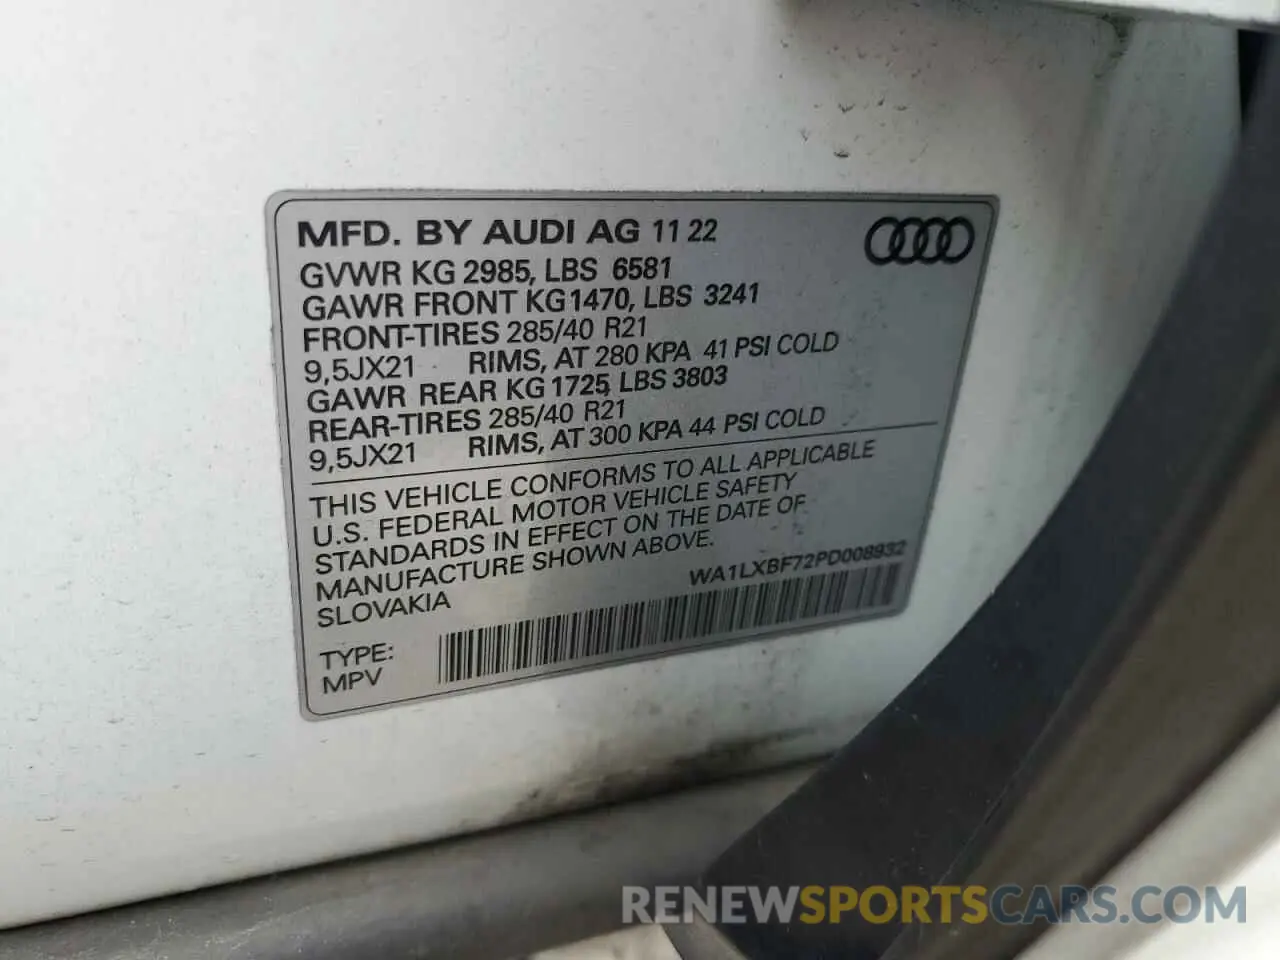 MFD. BY AUDI AG 11 22
GVWR KG 2985, LBS 6581
GAWR FRONT KG 1470, LBS 3241
FRONT-TIRES 285/40 R21
9,5JX21 RIMS, AT 280 KPA 41 PSI COLD
GAWR REAR KG 1725, LBS 3803
REAR-TIRES 285/40 R21
9,5JX21 RIMS, AT 300 KPA 44 PSI COLD
THIS VEHICLE CONFORMS TO ALL APPLICABLE
U.S. FEDERAL MOTOR VEHICLE SAFETY
STANDARDS IN EFFECT ON THE DATE OF
MANUFACTURE SHOWN ABOVE.
SLOVAKIA
WA1LXBF72PD008932
TYPE:
MPV
RENEWSPORTSCARS.COM